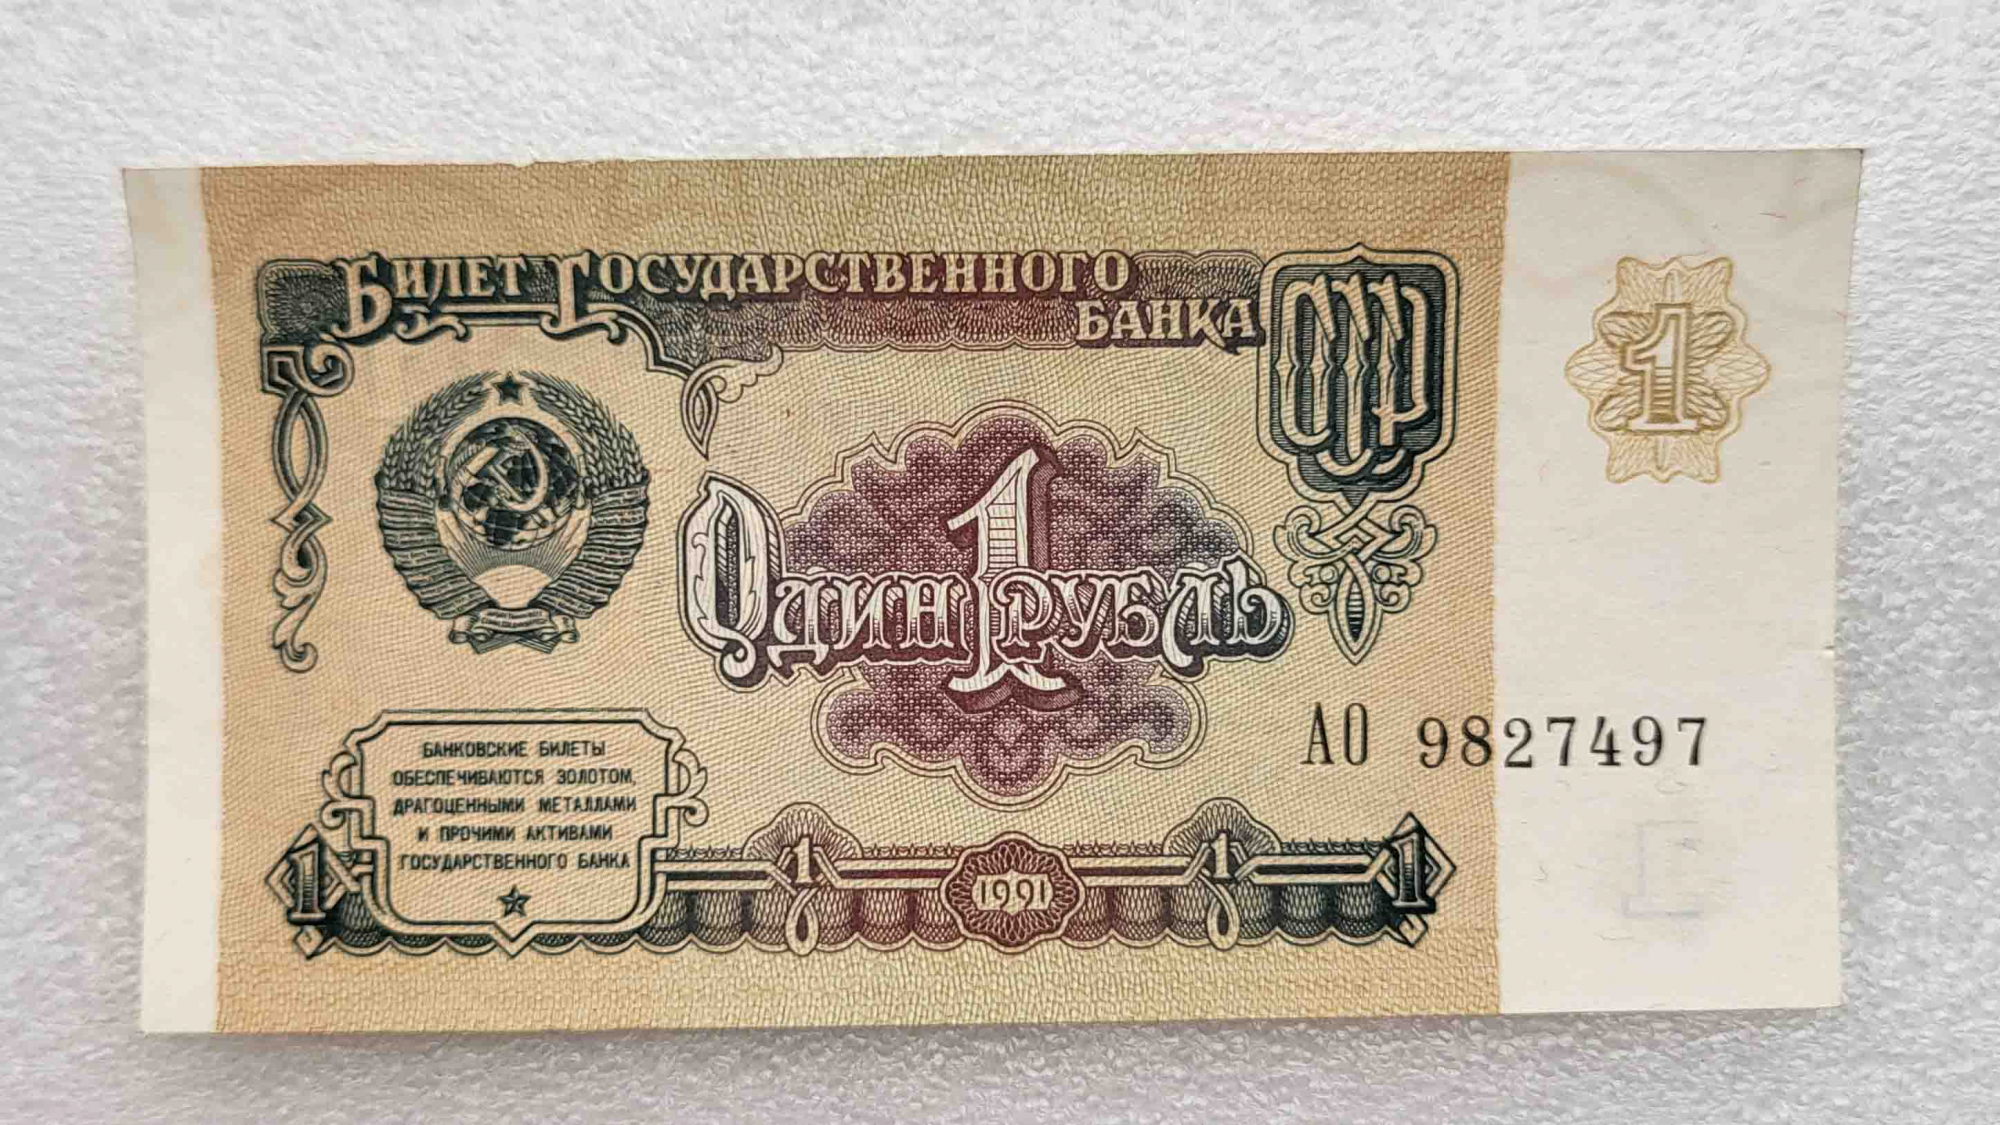 Билет Государственного
Банка
СССР
1
1
Один рубль
АО 9827497
Банковские билеты
обеспечиваются золотом,
драгоценными металлами
и прочими активами
Государственного банка
1 1 1991 1 1